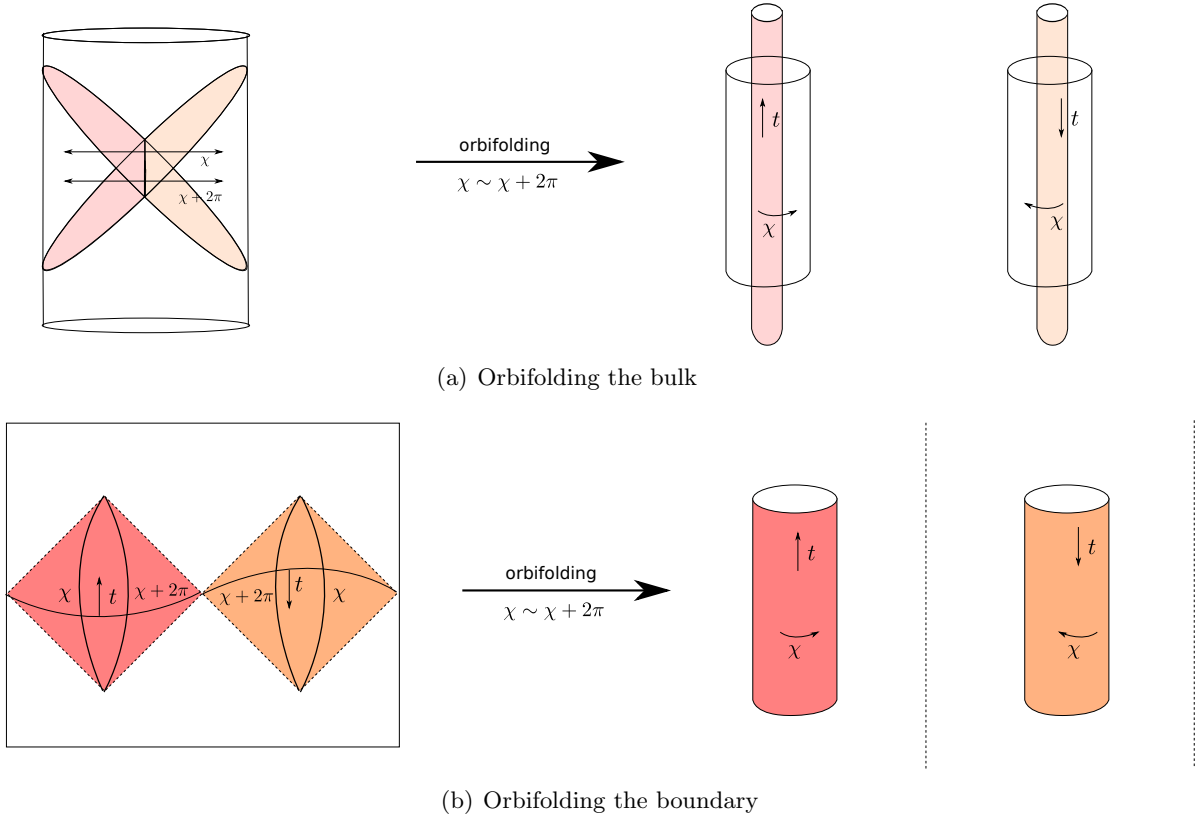 χ
χ + 2π
orbifolding
χ ∼ χ + 2π
t
χ
t
χ
(a) Orbifolding the bulk
χ
t
χ + 2π
χ + 2π
t
χ
orbifolding
χ ∼ χ + 2π
t
χ
t
χ
(b) Orbifolding the boundary